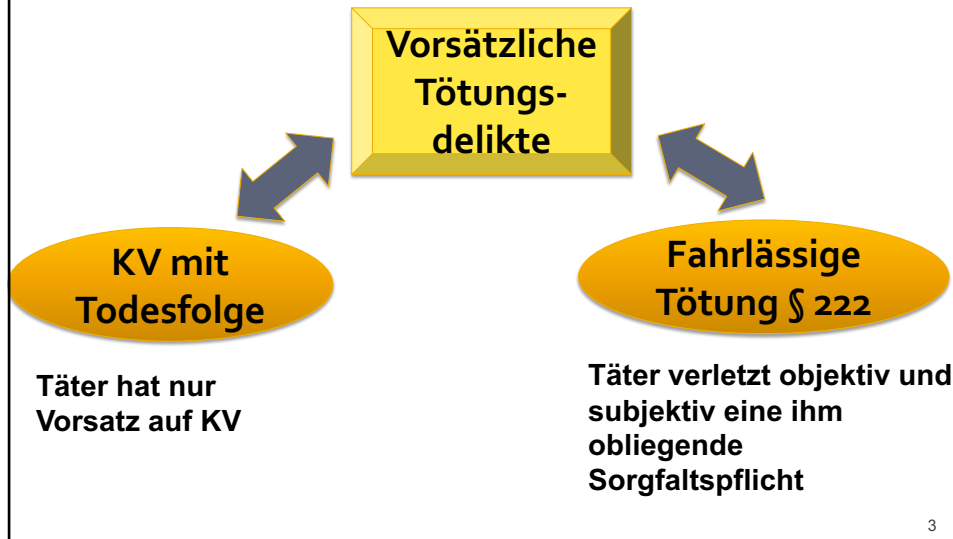 Vorsätzliche
Tötungs-
delikte
KV mit
Todesfolge
Fahrlässige
Tötung § 222
Täter hat nur
Vorsatz auf KV
Täter verletzt objektiv und
subjektiv eine ihm
obliegende
Sorgfaltspflicht
3